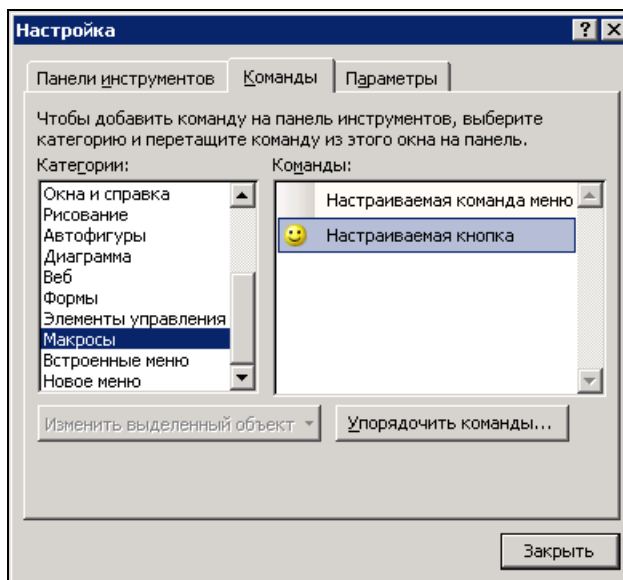 Настройка
Панели инструментов
Команды
Параметры
Чтобы добавить команду на панель инструментов, выберите
категорию и перетащите команду из этого окна на панель.
Категории:
Команды:
Окна и справка
Рисование
Автофигуры
Диаграмма
Веб
Формы
Элементы управления
Макросы
Встроенные меню
Новое меню
Настраиваемая команда меню
Настраиваемая кнопка
Изменить выделенный объект
Упорядочить команды...
Закрыть